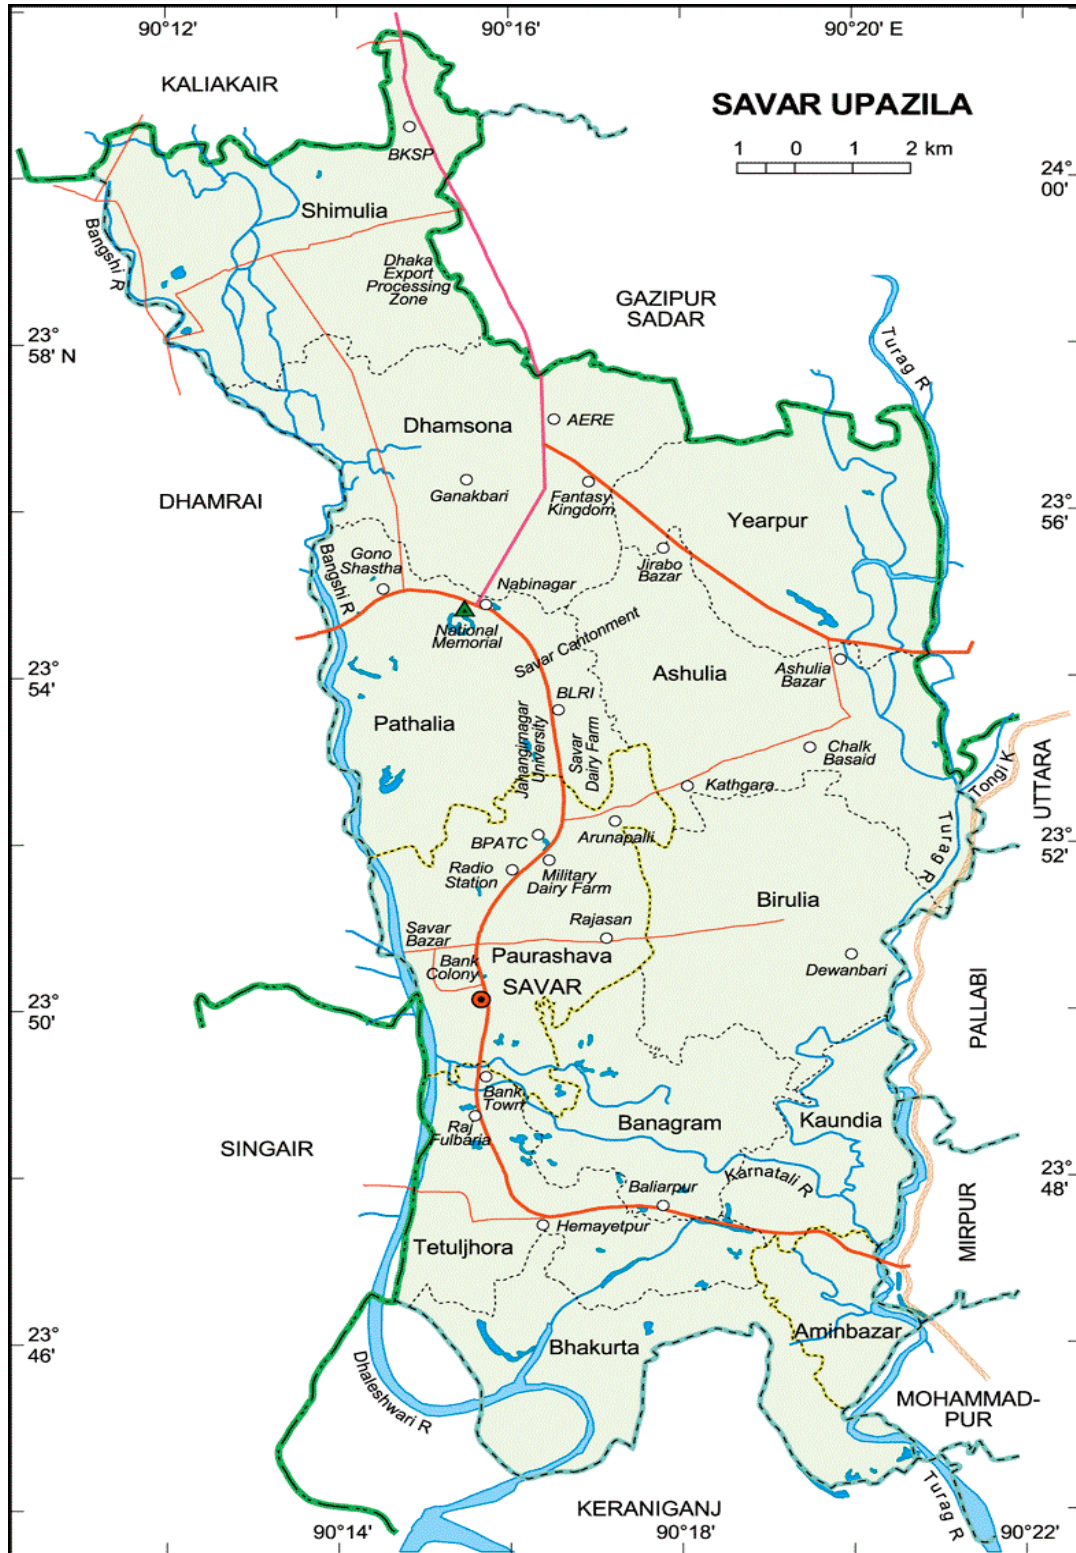 90°12'
90°16'
90°20' E
KALIAKAIR
SAVAR UPAZILA
1 0 1 2 km
BKSP
24°
00'
Shimulia
Bangshi R
Dhaka
Export
Processing
Zone
GAZIPUR
SADAR
23°
58' N
Turag R
Dhamsona
AERE
DHAMRAI
Ganakbari
Fantasy
Kingdom
Yearpur
23°
56'
Gono
Shastha
Bangshi R
Jirabo
Bazar
Nabinagar
National
Memorial
Savar Cantonment
Ashulia
Ashulia
Bazar
23°
54'
BLRI
Pathalia
Jahangirnagar
University
Savar
Dairy Farm
Chalk
Basaid
Kathgara
Tongi K
UTTARA
BPATC
Arunapalli
Turag R
23°
52'
Radio
Station
Military
Dairy Farm
Birulia
Savar
Bazar
Rajasan
Bank
Colony
Paurashava
Dewanbari
SAVAR
PALLABI
23°
50'
Bank
Town
Raj
Fulbaria
Banagram
Kaundia
SINGAIR
Karnatali R
23°
48'
Baliarpur
Hemayetpur
MIRPUR
Tetuljhora
23°
46'
Aminbazar
Bhakurta
Dhaleshwari R
MOHAMMAD-
PUR
KERANIGANJ
Turag R
90°14'
90°18'
90°22'